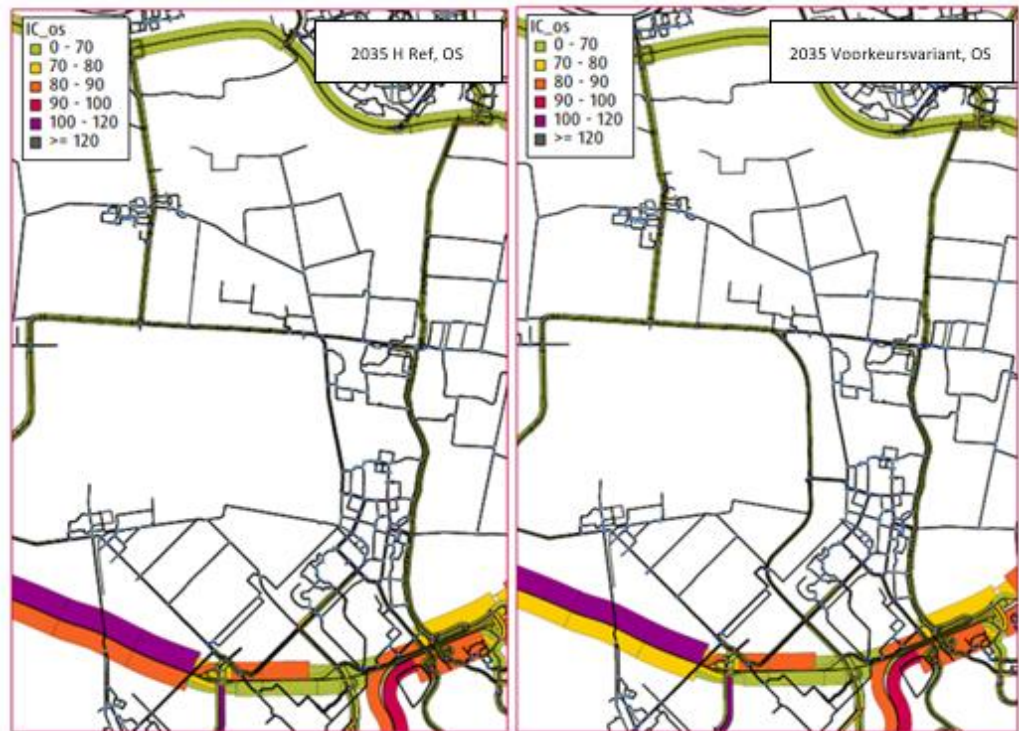 IC_os
0 - 70
70 - 80
80 - 90
90 - 100
100 - 120
>= 120
2035 H Ref, OS
IC_os
0 - 70
70 - 80
80 - 90
90 - 100
100 - 120
>= 120
2035 Voorkeursvariant, OS